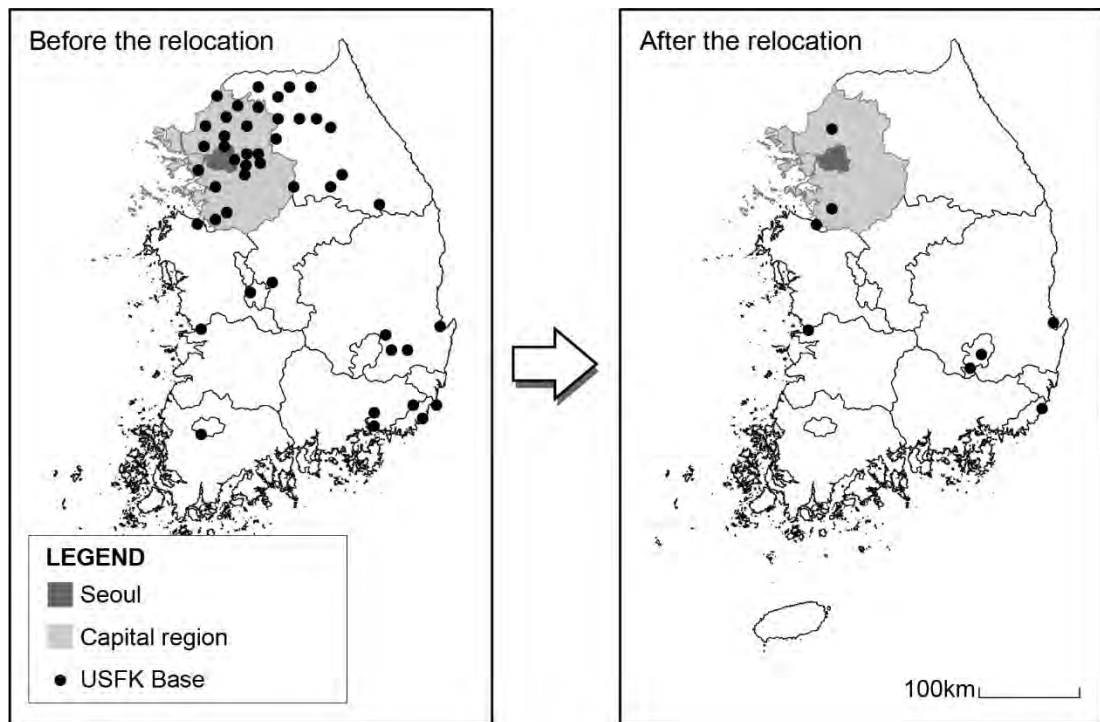 Before the relocation
After the relocation
LEGEND
Seoul
Capital region
USFK Base
100km